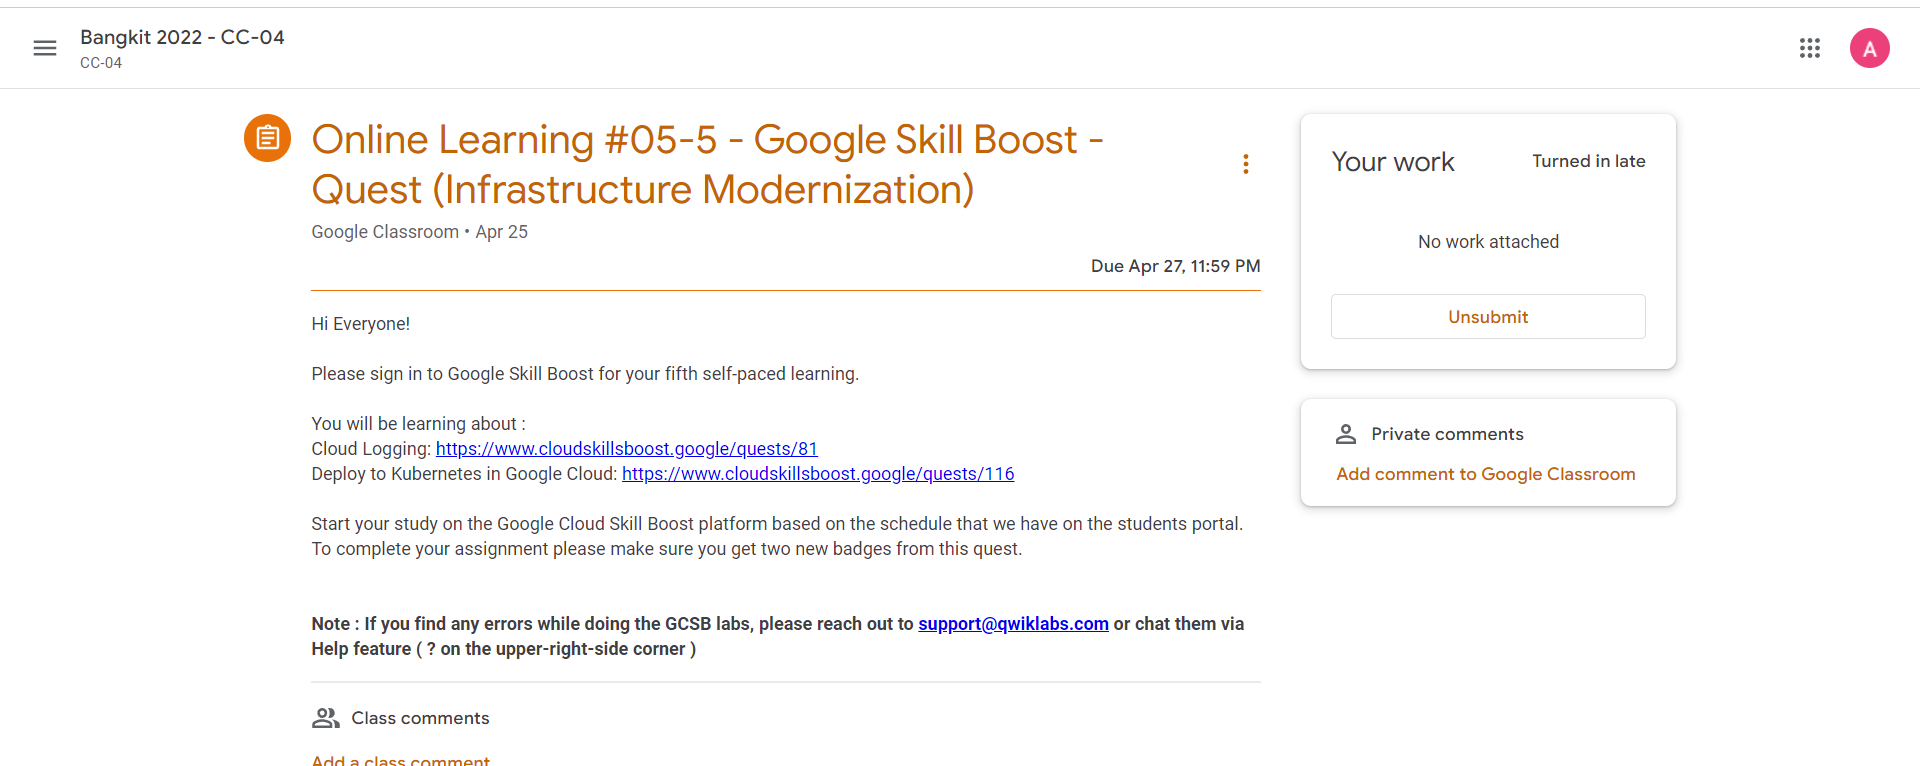 Bangkit 2022 - CC-04
CC-04
A
Online Learning #05-5 - Google Skill Boost -
Quest (Infrastructure Modernization)
Google Classroom • Apr 25
Due Apr 27, 11:59 PM
Hi Everyone!
Please sign in to Google Skill Boost for your fifth self-paced learning.
You will be learning about :
Cloud Logging: https://www.cloudskillsboost.google/quests/81
Deploy to Kubernetes in Google Cloud: https://www.cloudskillsboost.google/quests/116
Start your study on the Google Cloud Skill Boost platform based on the schedule that we have on the students portal.
To complete your assignment please make sure you get two new badges from this quest.
Note : If you find any errors while doing the GCSB labs, please reach out to support@qwiklabs.com or chat them via
Help feature ( ? on the upper-right-side corner )
Class comments
Add a class comment
Your work
Turned in late
No work attached
Unsubmit
Private comments
Add comment to Google Classroom